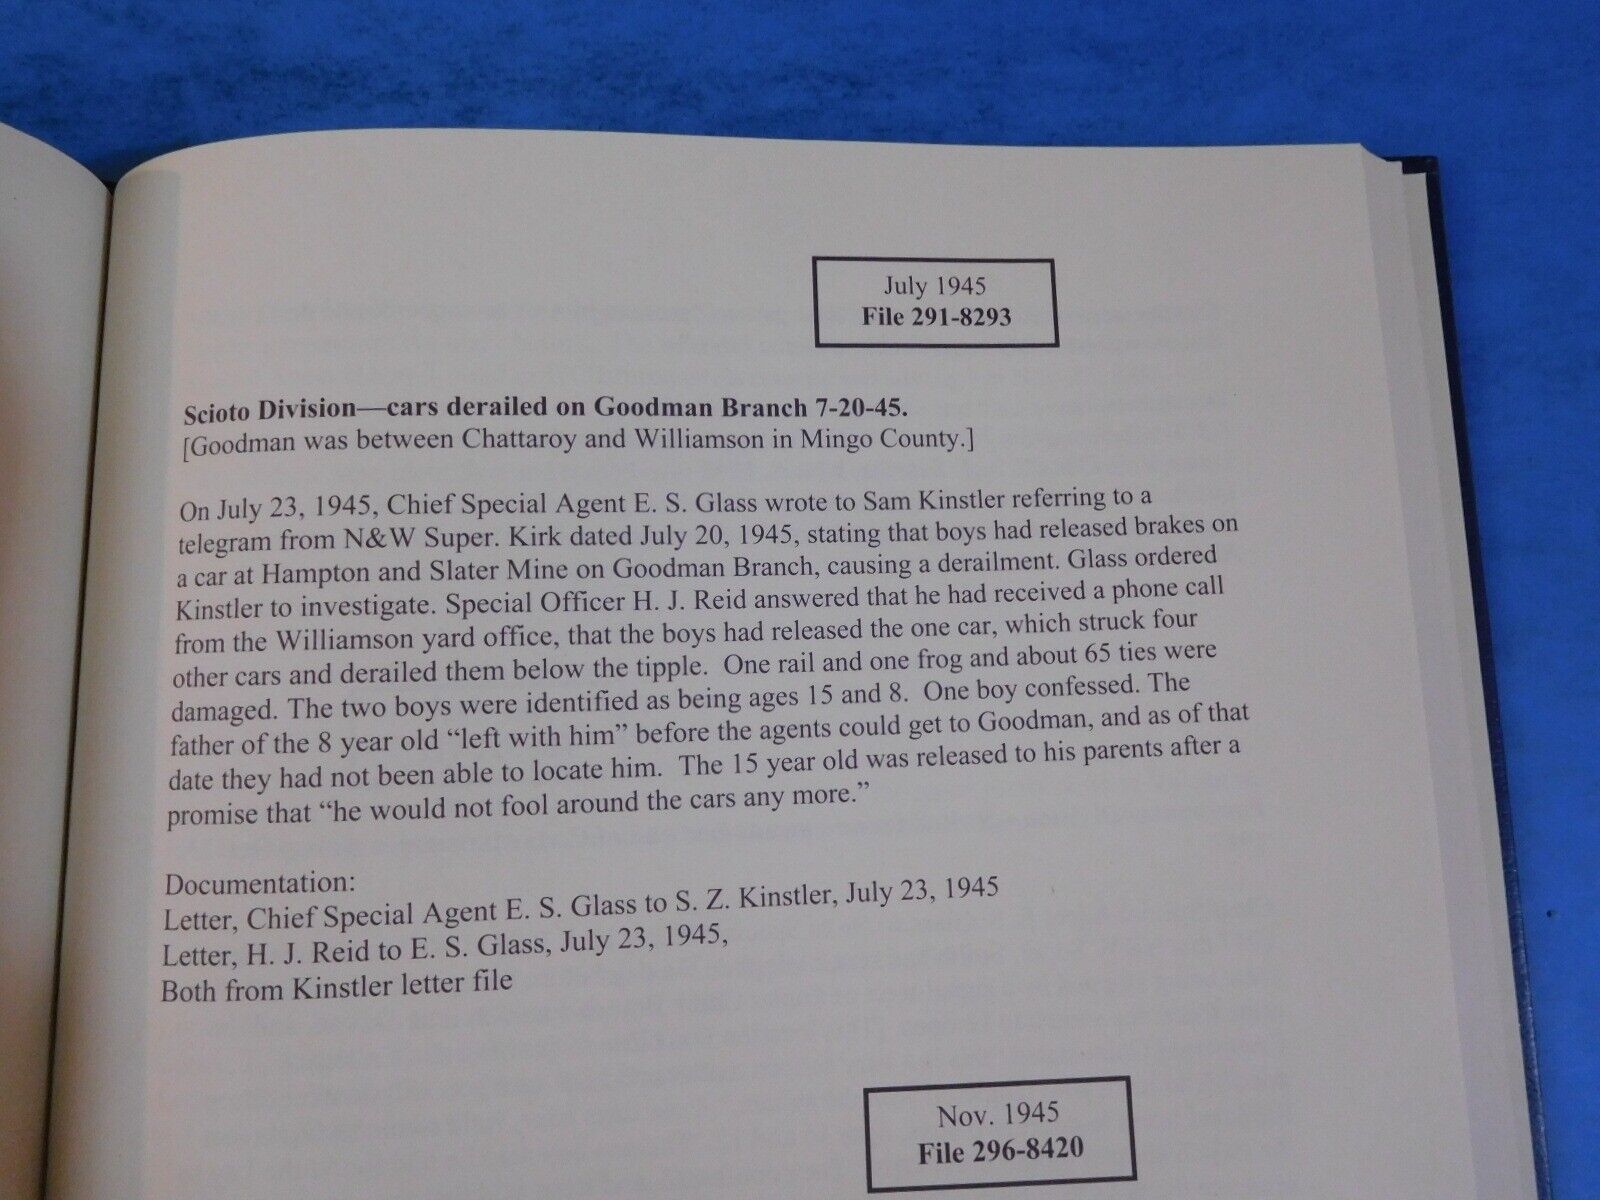 July 1945
File 291-8293
Scioto Division—cars derailed on Goodman Branch 7-20-45.
[Goodman was between Chattaroy and Williamson in Mingo County.]
On July 23, 1945, Chief Special Agent E. S. Glass wrote to Sam Kinstler referring to a
telegram from N&W Super. Kirk dated July 20, 1945, stating that boys had released brakes on
a car at Hampton and Slater Mine on Goodman Branch, causing a derailment. Glass ordered
Kinstler to investigate. Special Officer H. J. Reid answered that he had received a phone call
from the Williamson yard office, that the boys had released the one car, which struck four
other cars and derailed them below the tipple.  One rail and one frog and about 65 ties were
damaged. The two boys were identified as being ages 15 and 8.  One boy confessed. The
father of the 8 year old “left with him” before the agents could get to Goodman, and as of that
date they had not been able to locate him.  The 15 year old was released to his parents after a
promise that “he would not fool around the cars any more.”
Documentation:
Letter, Chief Special Agent E. S. Glass to S. Z. Kinstler, July 23, 1945
Letter, H. J. Reid to E. S. Glass, July 23, 1945,
Both from Kinstler letter file
Nov. 1945
File 296-8420